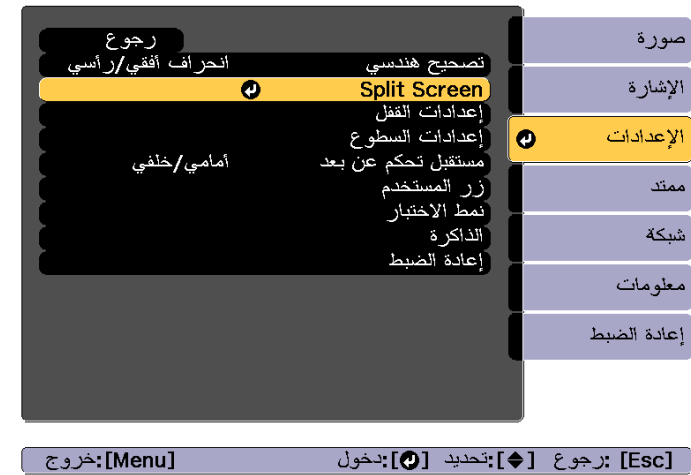 رجوع
تصحيح هندسي انحراف أفقي/رأسي
Split Screen
إعدادات القفل
إعدادات السطوع
مستقبل تحكم عن بعد أمامي/خلفي
زر المستخدم
نمط الاختبار
الذاكرة
إعادة الضبط
صورة
الإشارة
الإعدادات
ممتد
شبكة
معلومات
إعادة الضبط
[Esc] :رجوع [◆]:تحديد [↵]:دخول [Menu]:خروج